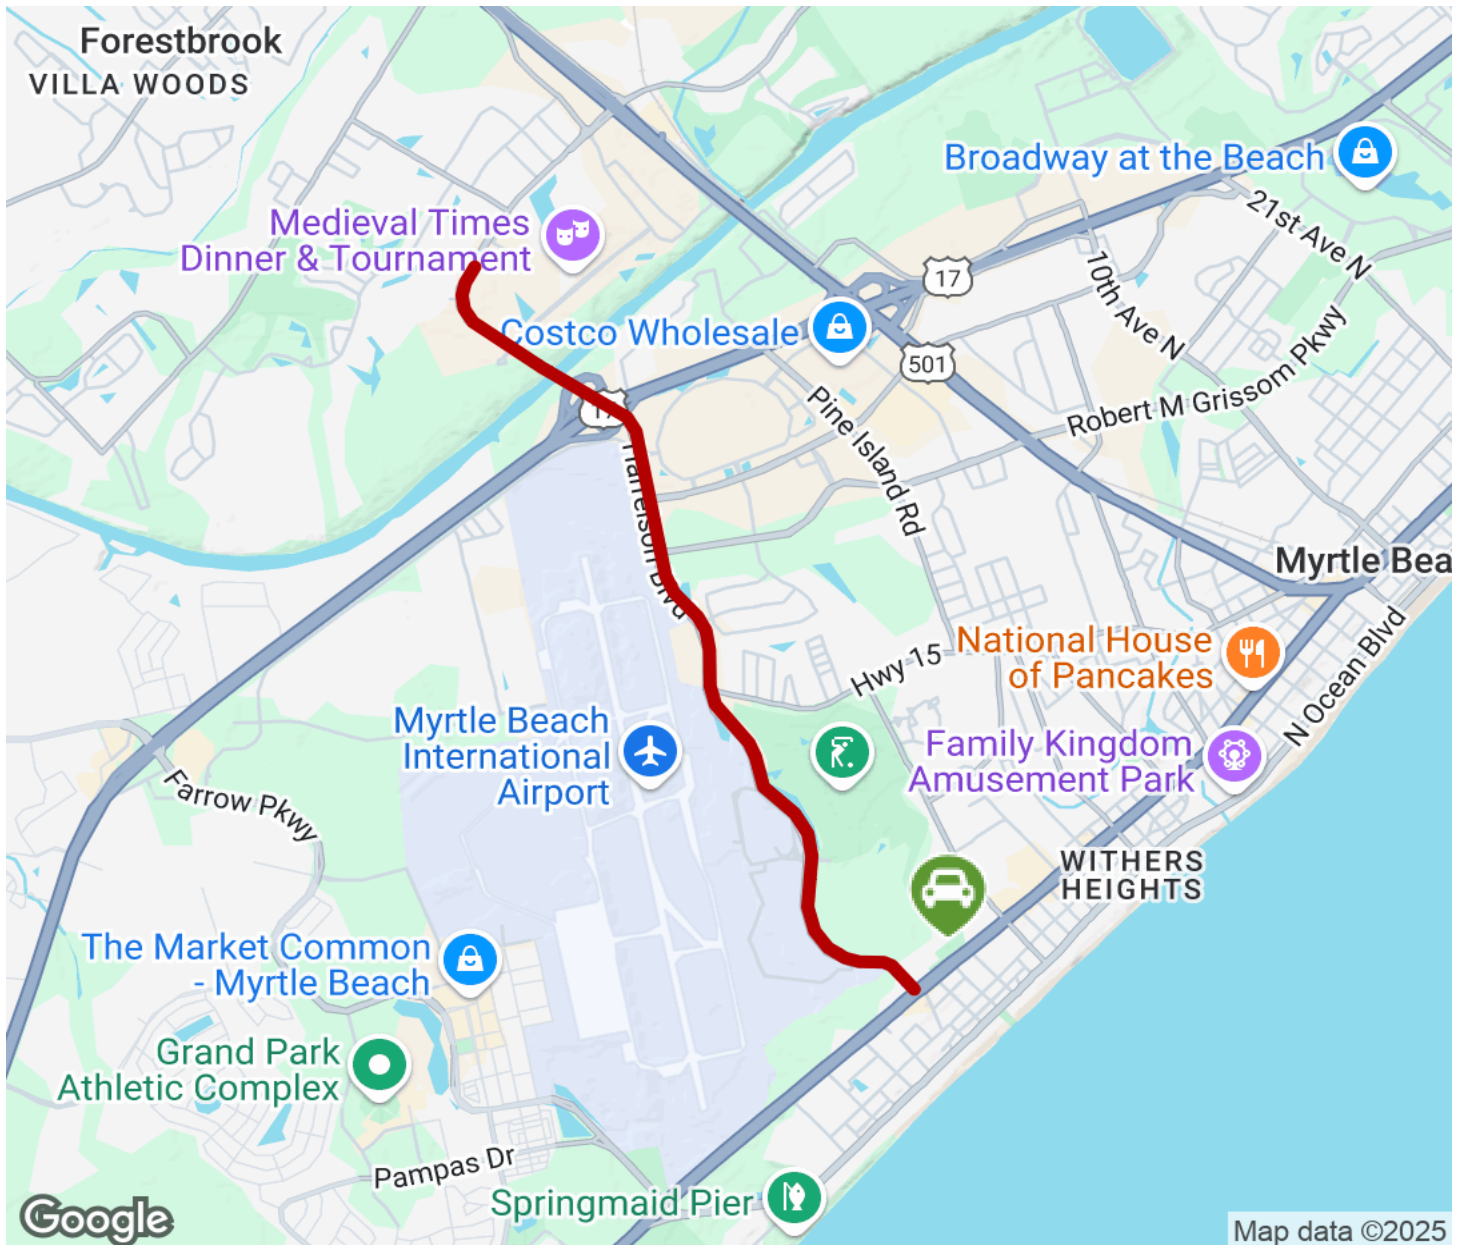 Forestbrook
VILLA WOODS
Broadway at the Beach
Medieval Times
Dinner & Tournament
21st Ave N
17
10th Ave N
Costco Wholesale
501
17
Pine Island Rd
Robert M Grissom Pkwy
Harrelson Blvd
Myrtle Bea
National House
of Pancakes
Hwy 15
N Ocean Blvd
Myrtle Beach
International
Airport
Family Kingdom
Amusement Park
Farrow Pkwy
WITHERS
HEIGHTS
The Market Common
- Myrtle Beach
Grand Park
Athletic Complex
Pampas Dr
Springmaid Pier
Google
Map data ©2025